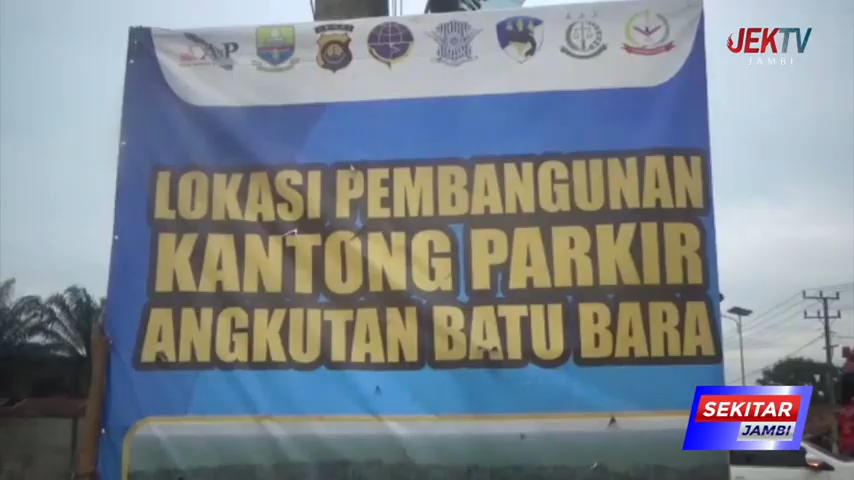 JEKTV
JAMBI
LOKASI PEMBANGUNAN
KANTONG PARKIR
ANGKUTAN BATU BARA
SEKITAR
JAMBI